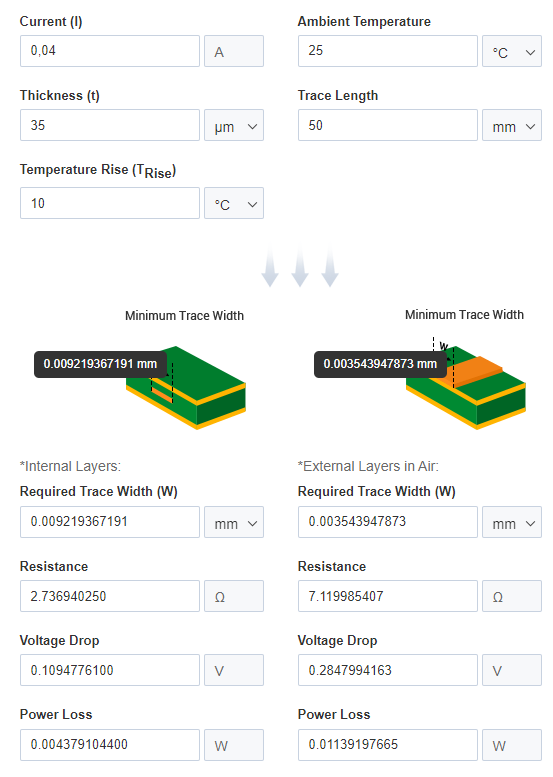 Current (I) Ambient Temperature
0,04 A 25 °C
Thickness (t) Trace Length
35 μm 50 mm
Temperature Rise (TRise)
10 °C
Minimum Trace Width Minimum Trace Width
W
0.009219367191 mm 0.003543947873 mm
*Internal Layers: *External Layers in Air:
Required Trace Width (W) Required Trace Width (W)
0.009219367191 mm 0.003543947873 mm
Resistance Resistance
2.736940250 Ω 7.119985407 Ω
Voltage Drop Voltage Drop
0.1094776100 V 0.2847994163 V
Power Loss Power Loss
0.004379104400 W 0.01139197665 W